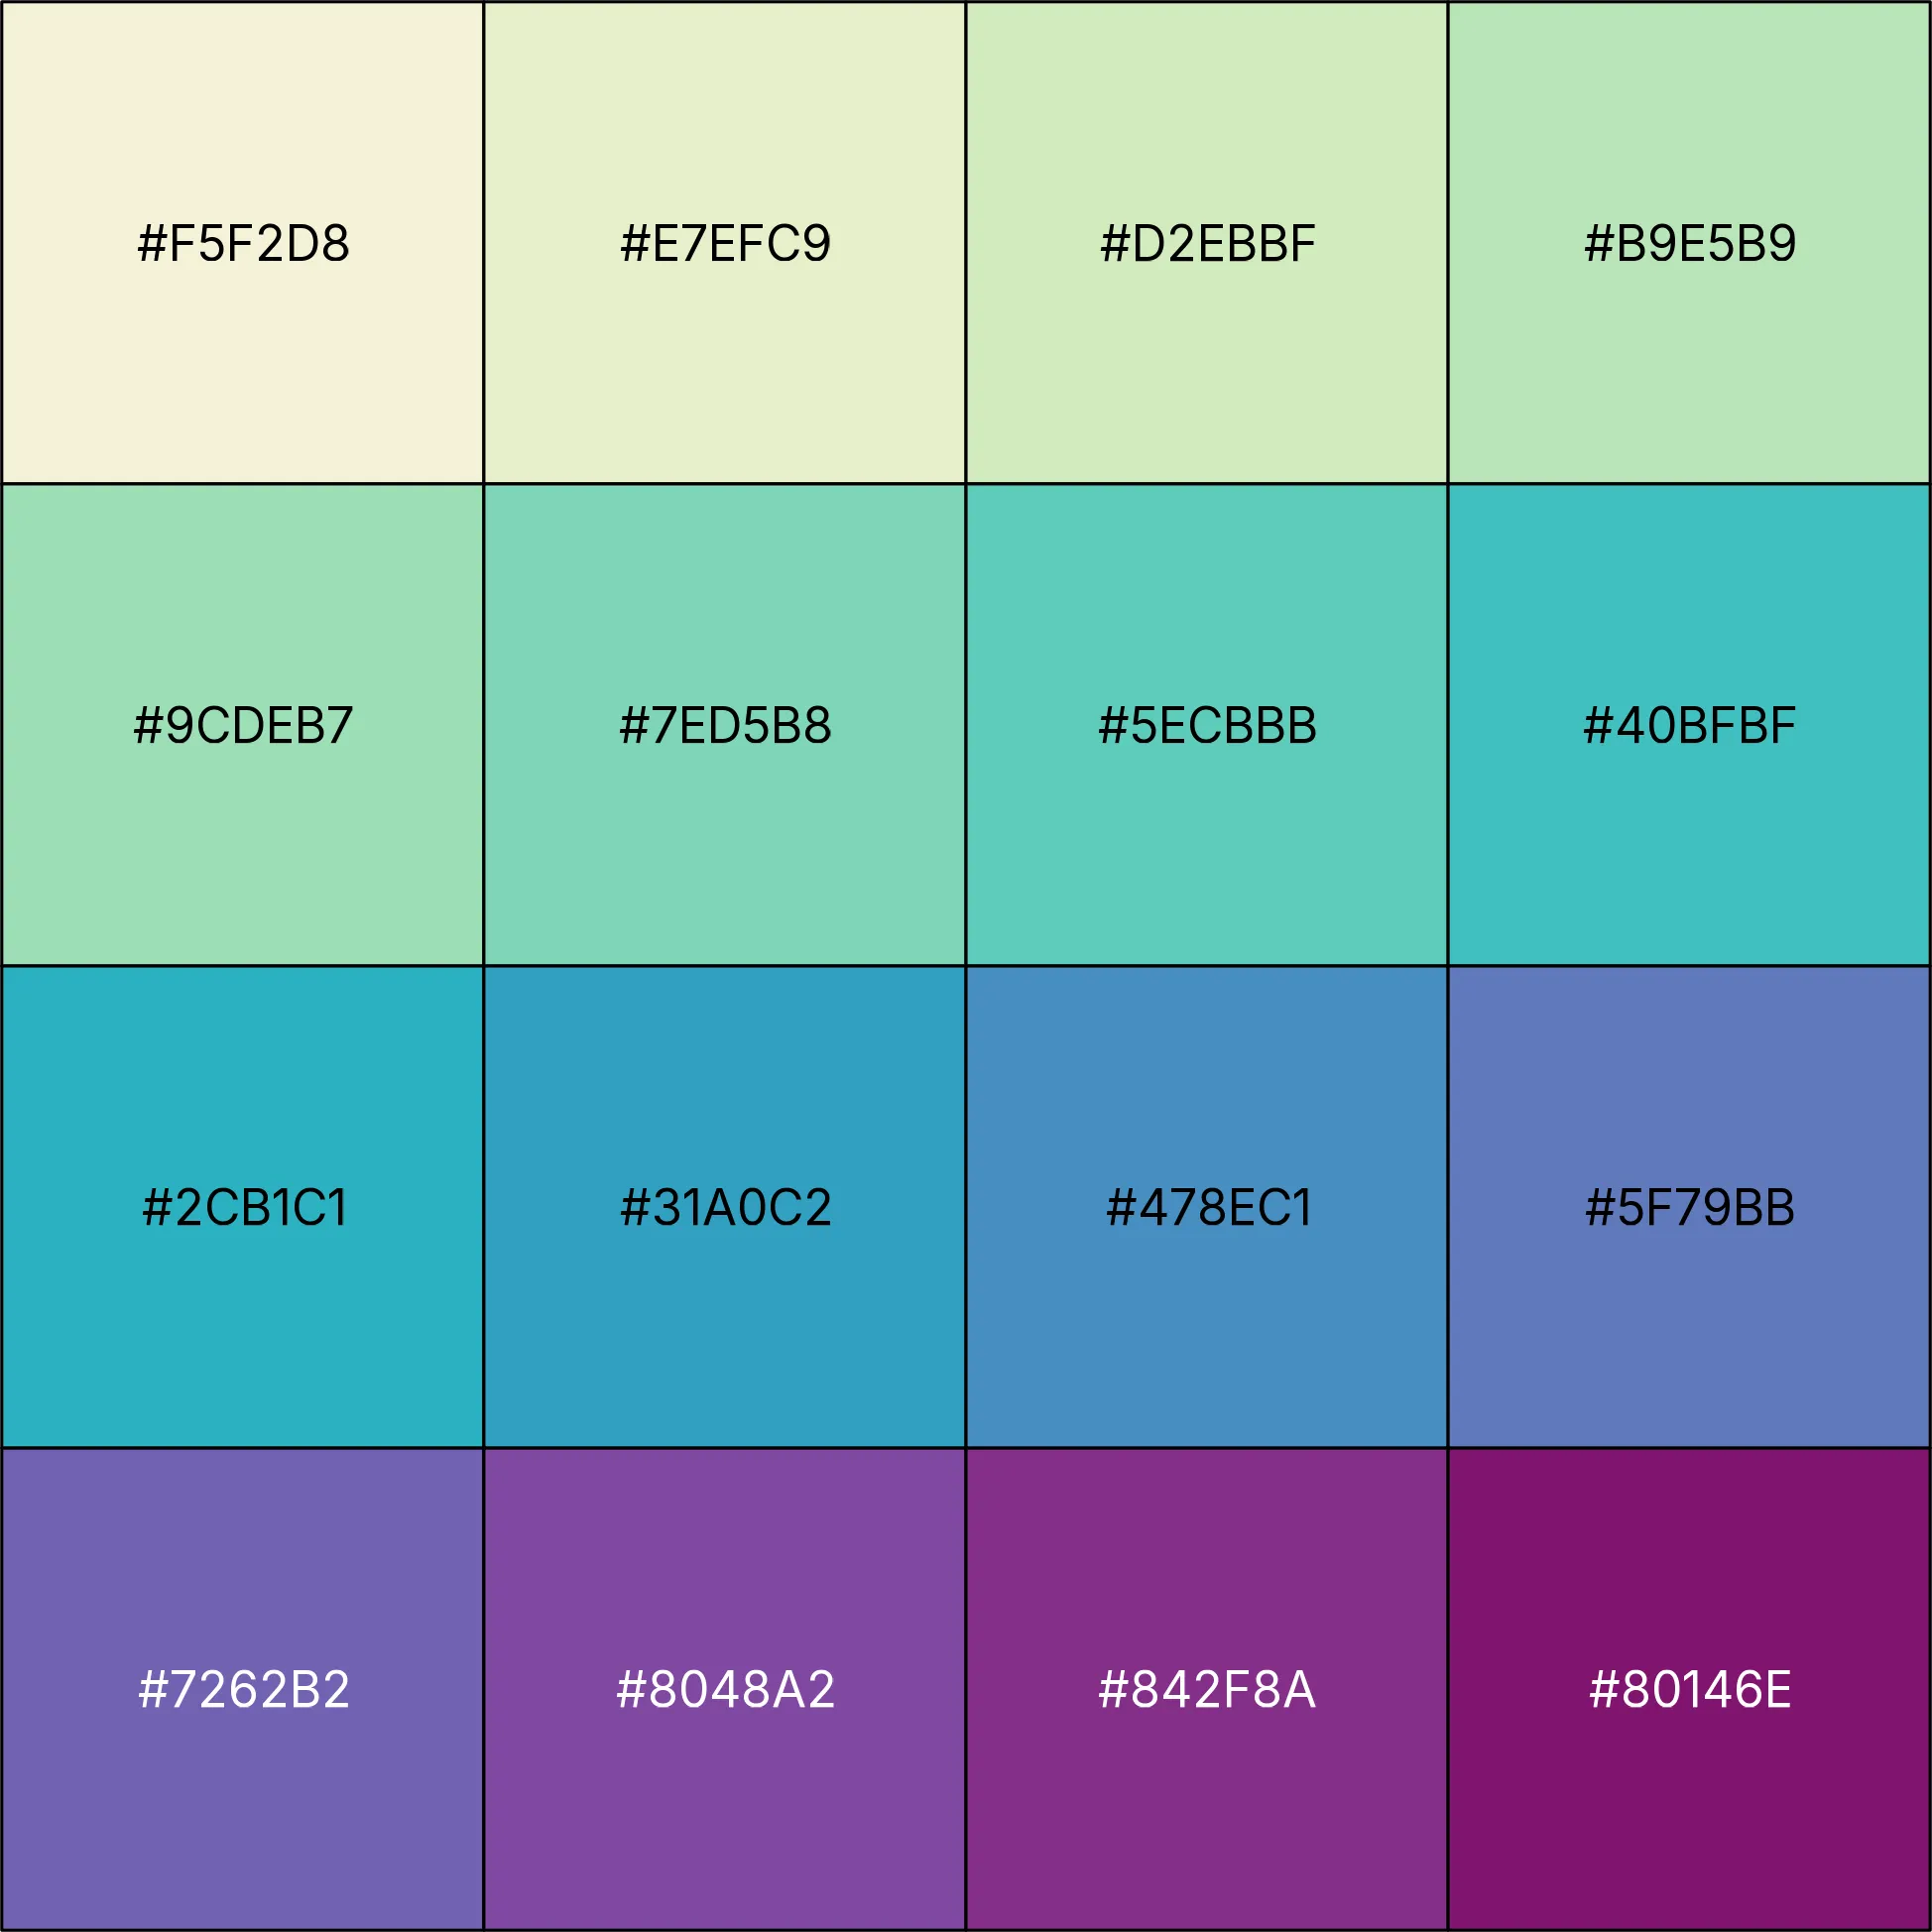 #F5F2D8 #E7EFC9 #D2EBBF #B9E5B9
#9CDEB7 #7ED5B8 #5ECBBB #40BFBF
#2CB1C1 #31A0C2 #478EC1 #5F79BB
#7262B2 #8048A2 #842F8A #80146E